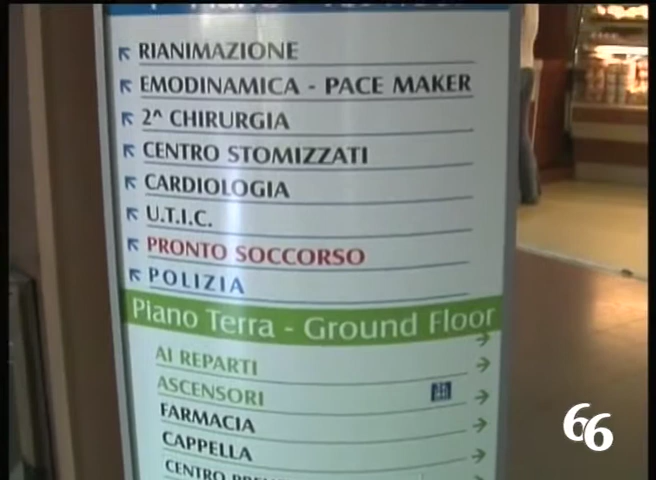 RIANIMAZIONE
EMODINAMICA - PACE MAKER
2^ CHIRURGIA
CENTRO STOMIZZATI
CARDIOLOGIA
U.T.I.C.
PRONTO SOCCORSO
POLIZIA
Piano Terra - Ground Floor
AI REPARTI
ASCENSORI
FARMACIA
CAPPELLA
CENTRO
66